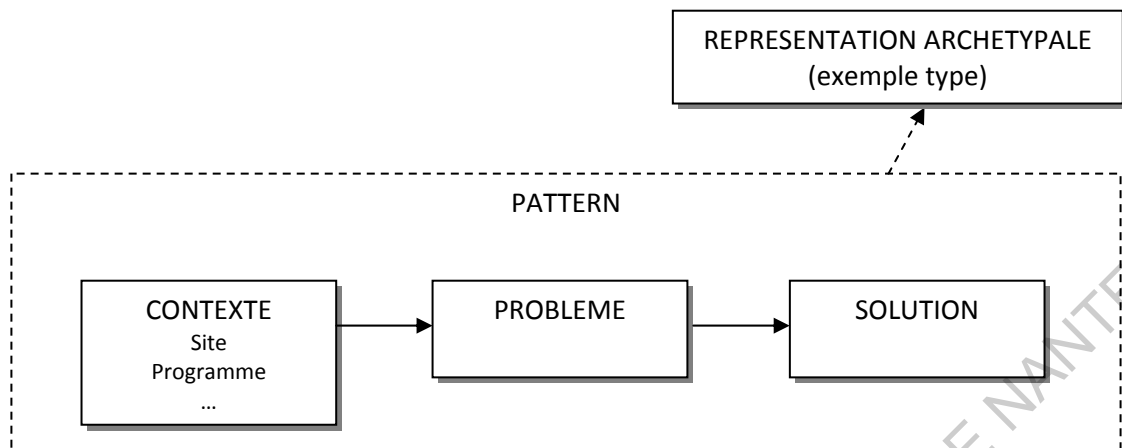 REPRESENTATION ARCHETYPALE
(exemple type)
PATTERN
CONTEXTE
Site
Programme
...
PROBLEME
SOLUTION